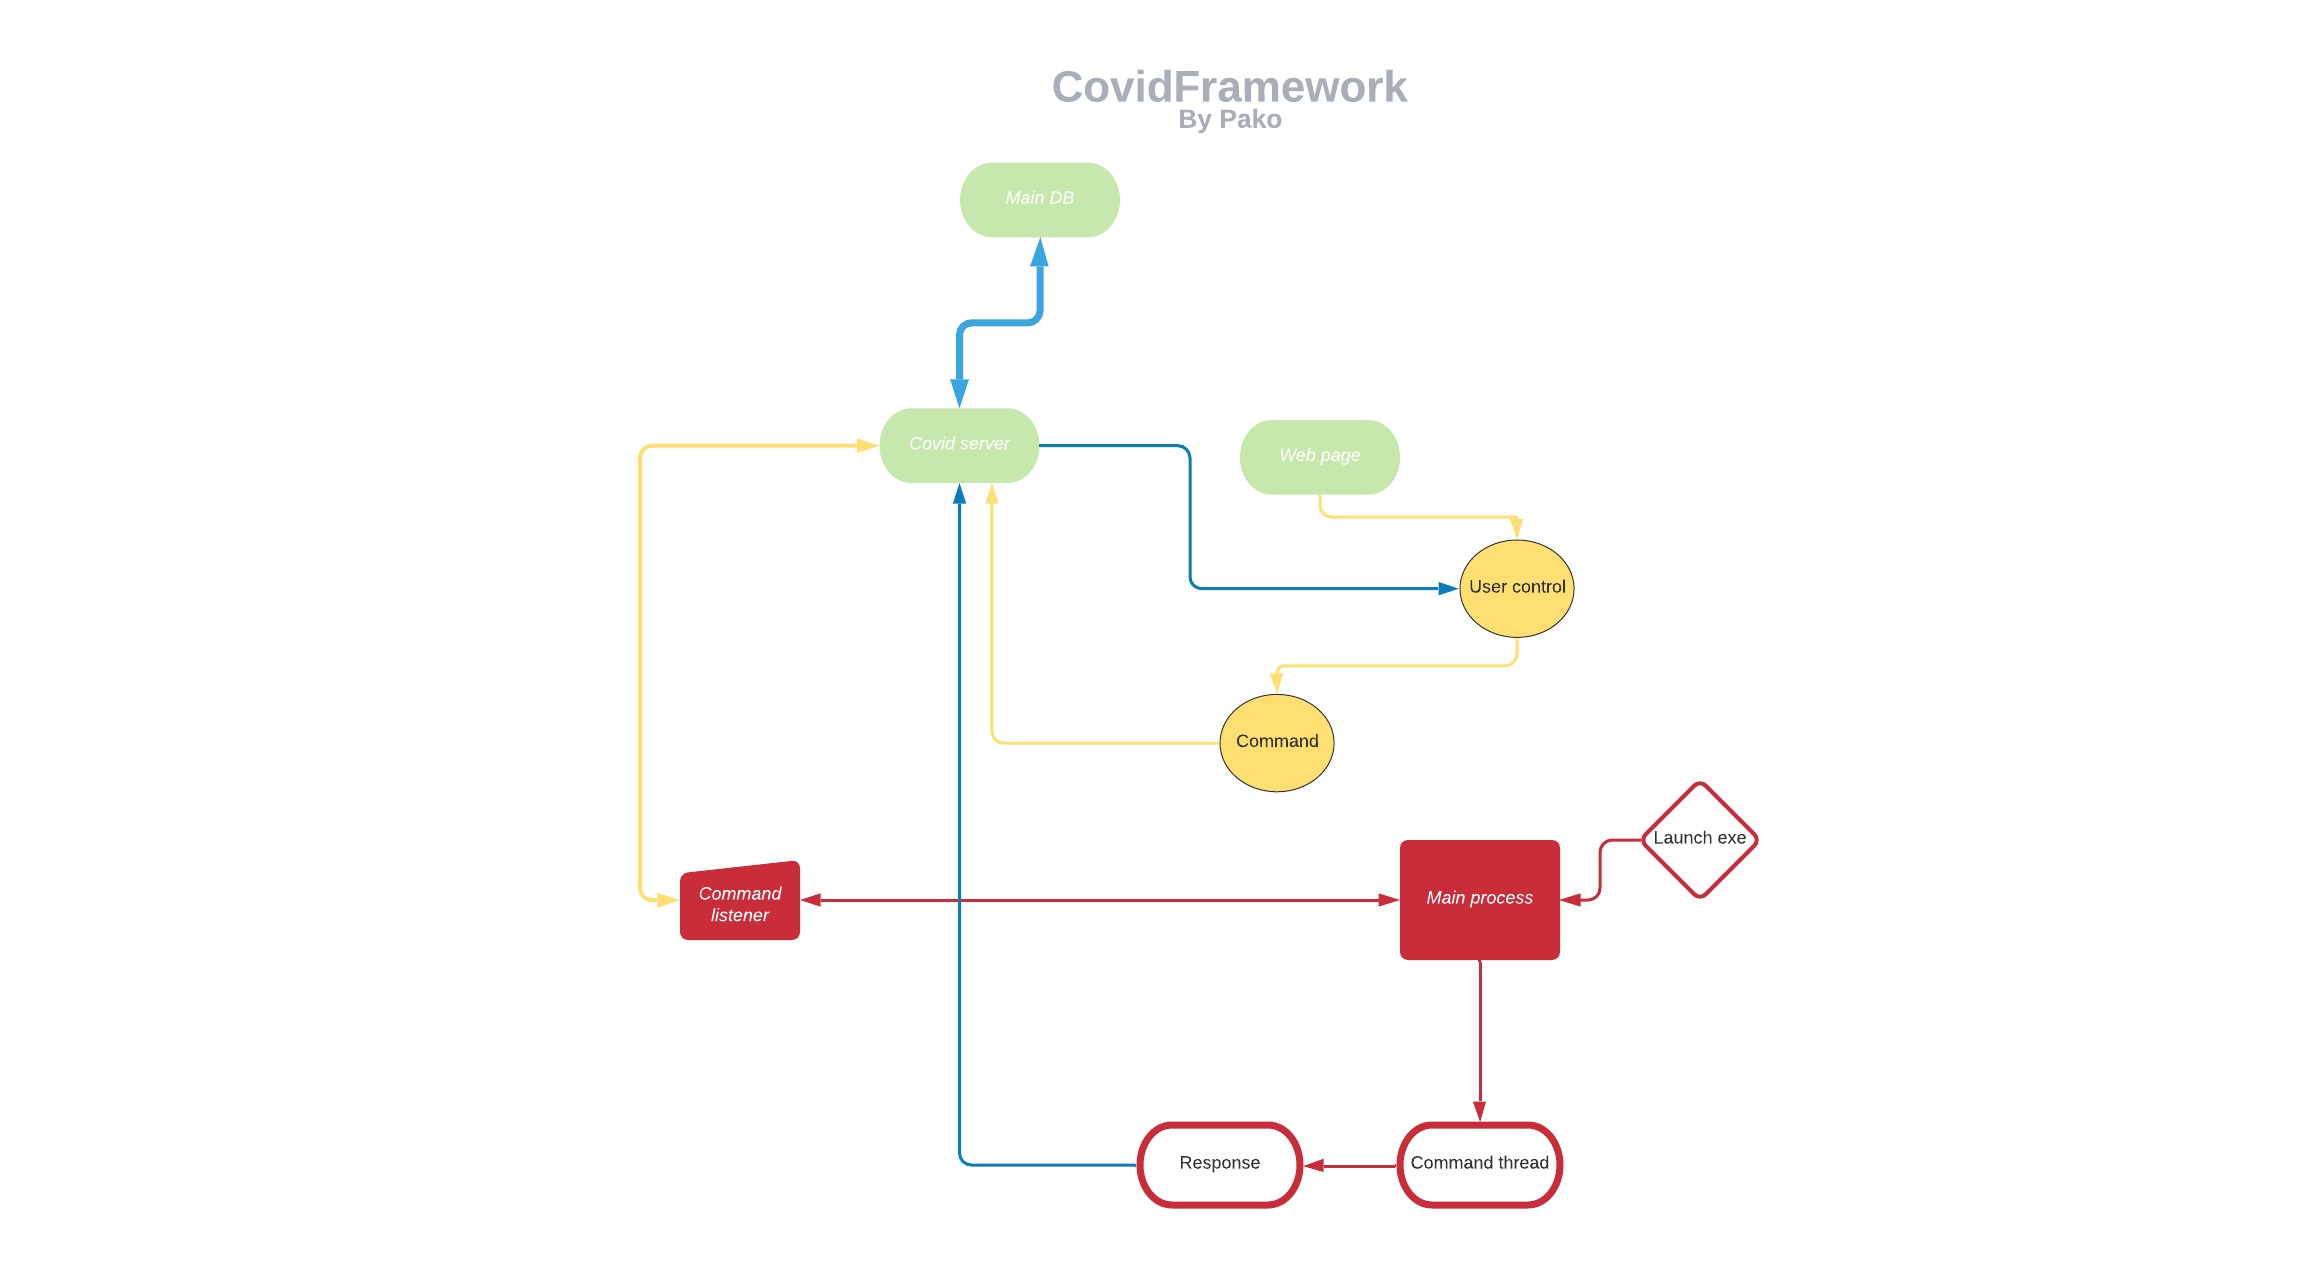 CovidFramework
By Pako
Main DB
Covid server
Web page
User control
Command
Launch exe
Command
listener
Main process
Response
Command thread